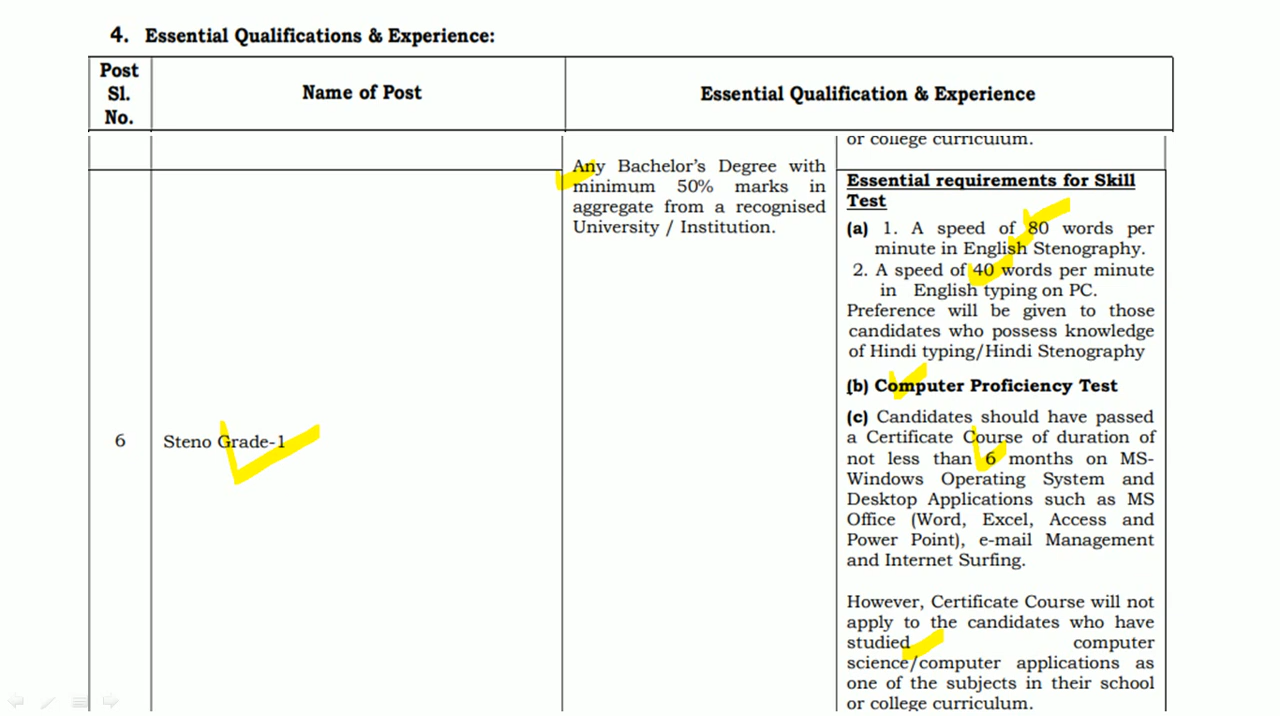 4. Essential Qualifications & Experience:
Post
Sl.
No.
Name of Post
Essential Qualification & Experience
or college curriculum.
Any Bachelor's Degree with
minimum 50% marks in
aggregate from a recognised
University / Institution.
Essential requirements for Skill
Test
(a) 1. A speed of 80 words per
minute in English Stenography.
2. A speed of 40 words per minute
in English typing on PC.
Preference will be given to those
candidates who possess knowledge
of Hindi typing/Hindi Stenography
(b) Computer Proficiency Test
(c) Candidates should have passed
a Certificate Course of duration of
not less than 6 months on MS-
Windows Operating System and
Desktop Applications such as MS
Office (Word, Excel, Access and
Power Point), e-mail Management
and Internet Surfing.
However, Certificate Course will not
apply to the candidates who have
studied computer
science/computer applications as
one of the subjects in their school
or college curriculum.
6
Steno Grade-1